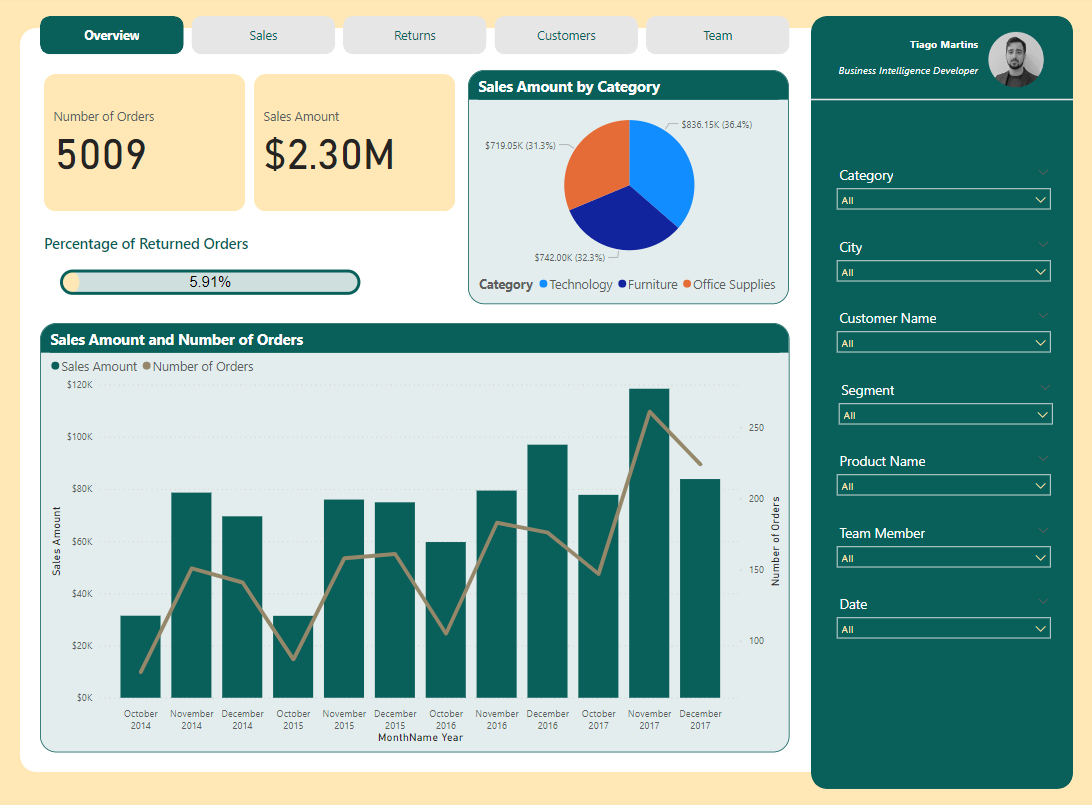 Overview
Sales
Returns
Customers
Team
Tiago Martins
Business Intelligence Developer
Number of Orders
5009
Sales Amount
$2.30M
Percentage of Returned Orders
5.91%
Sales Amount by Category
$836.15K (36.4%)
$719.05K (31.3%)
$742.00K (32.3%)
Category Technology Furniture Office Supplies
Sales Amount and Number of Orders
Sales Amount Number of Orders
$120K
$100K
$80K
$60K
$40K
$20K
$0K
Sales Amount
250
200
150
100
Number of Orders
October November December October November December October November December October November December
2014 2014 2014 2015 2015 2015 2016 2016 2016 2017 2017 2017
MonthName Year
Category
All
City
All
Customer Name
All
Segment
All
Product Name
All
Team Member
All
Date
All